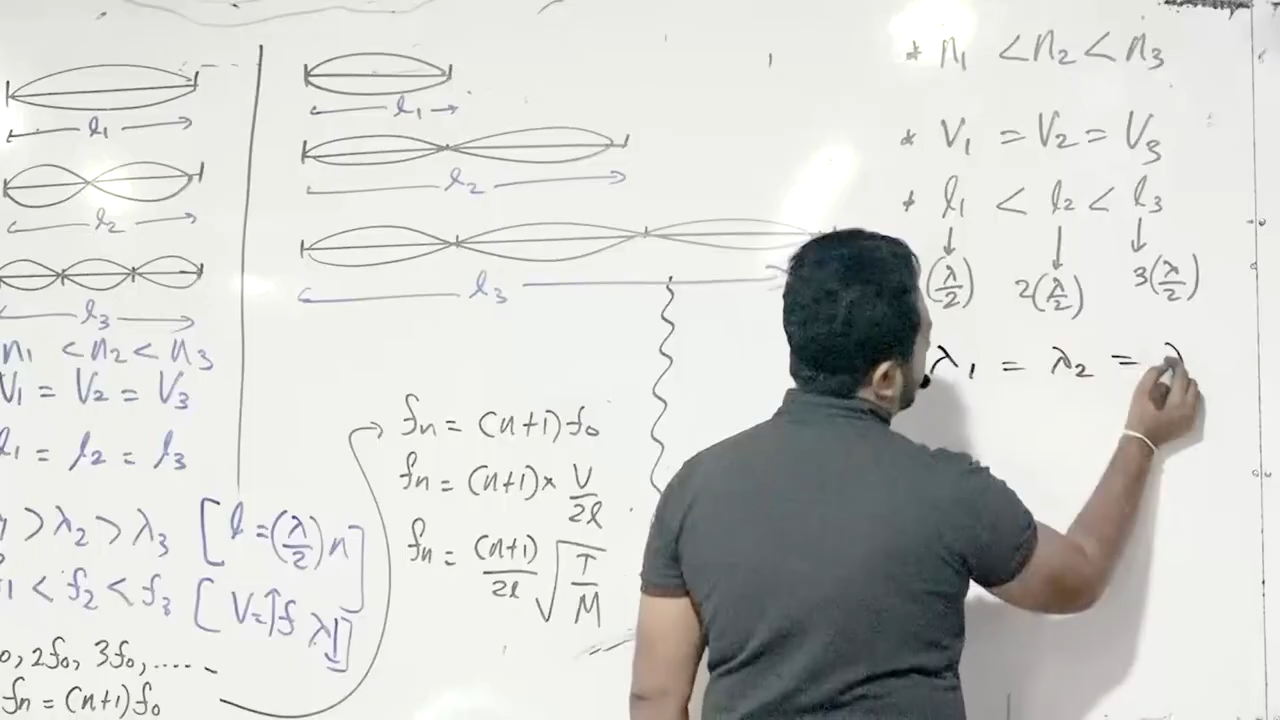 l₁
l₂
l₃
n₁ < n₂ < n₃
V₁ = V₂ = V₃
l₁ = l₂ = l₃
> λ₂ > λ₃ [l = (λ/2) n]
f₁ < f₂ < f₃ [V = ↑f λ↓]
0, 2f₀, 3f₀, .....
fn = (n+1)f₀
l₁
l₂
l₃
fn = (n+1)f₀
fn = (n+1) × V/2l
fn = (n+1)/2l √T/M
* n₁ < n₂ < n₃
* V₁ = V₂ = V₃
* l₁ < l₂ < l₃
↓ ↓ ↓
(λ/2) 2(λ/2) 3(λ/2)
λ₁ = λ₂ = λ